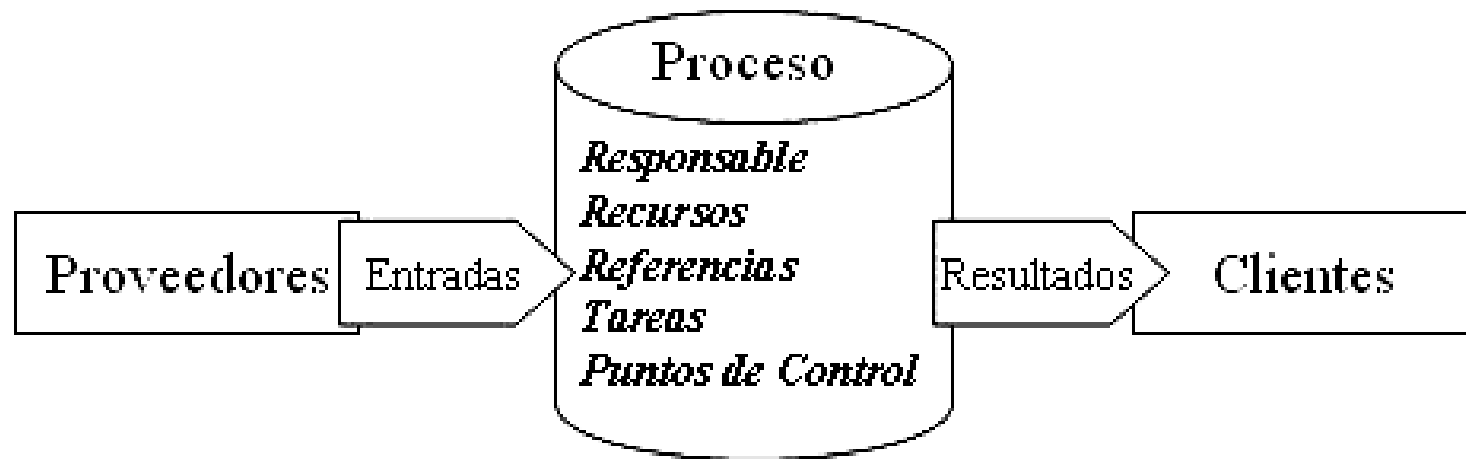 Proceso
Responsable
Recursos
Proveedores Entradas Referencias Resultados Clientes
Tareas
Puntos de Control